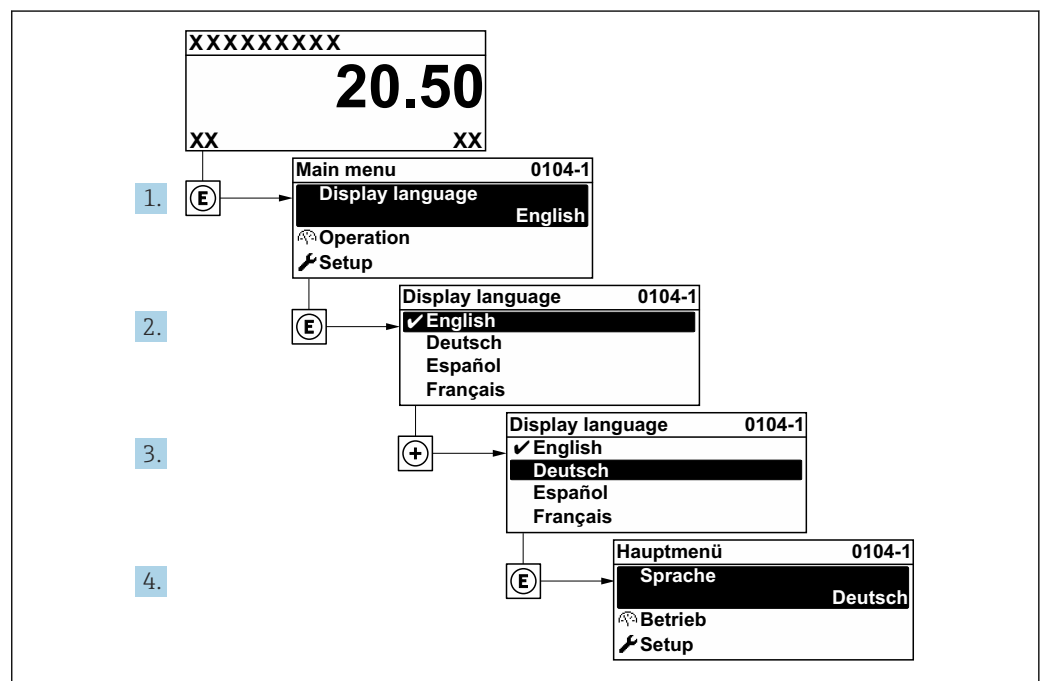 XXXXXXXXX
20.50
XX XX
1. E
Main menu 0104-1
Display language
English
Operation
Setup
2. E
Display language 0104-1
✔English
Deutsch
Español
Français
3. +
Display language 0104-1
✔English
Deutsch
Español
Français
4. E
Hauptmenü 0104-1
Sprache
Deutsch
Betrieb
Setup